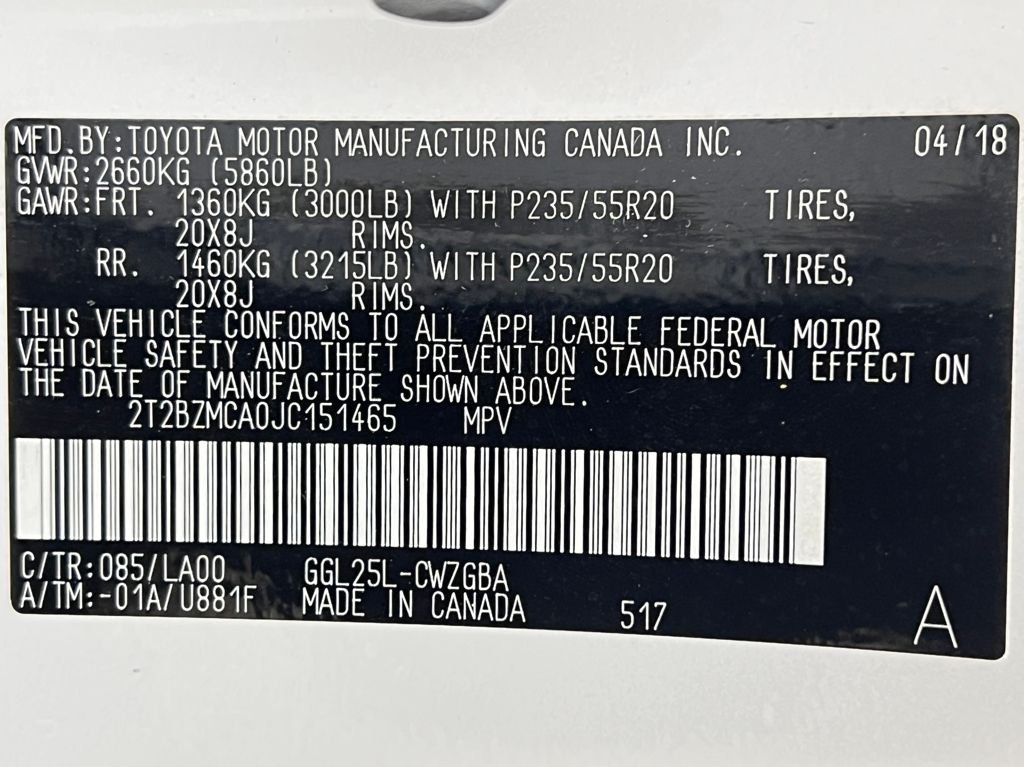 MFD.BY:TOYOTA MOTOR MANUFACTURING CANADA INC. 04/18
GVWR:2660KG (5860LB)
GAWR:FRT. 1360KG (3000LB) WITH P235/55R20 TIRES,
20X8J RIMS.
RR. 1460KG (3215LB) WITH P235/55R20 TIRES,
20X8J RIMS.
THIS VEHICLE CONFORMS TO ALL APPLICABLE FEDERAL MOTOR
VEHICLE SAFETY AND THEFT PREVENTION STANDARDS IN EFFECT ON
THE DATE OF MANUFACTURE SHOWN ABOVE.
2T2BZMCA0JC151465 MPV
C/TR:085/LA00 GGL25L-CWZGBA
A/TM:-01A/U881F MADE IN CANADA 517 A